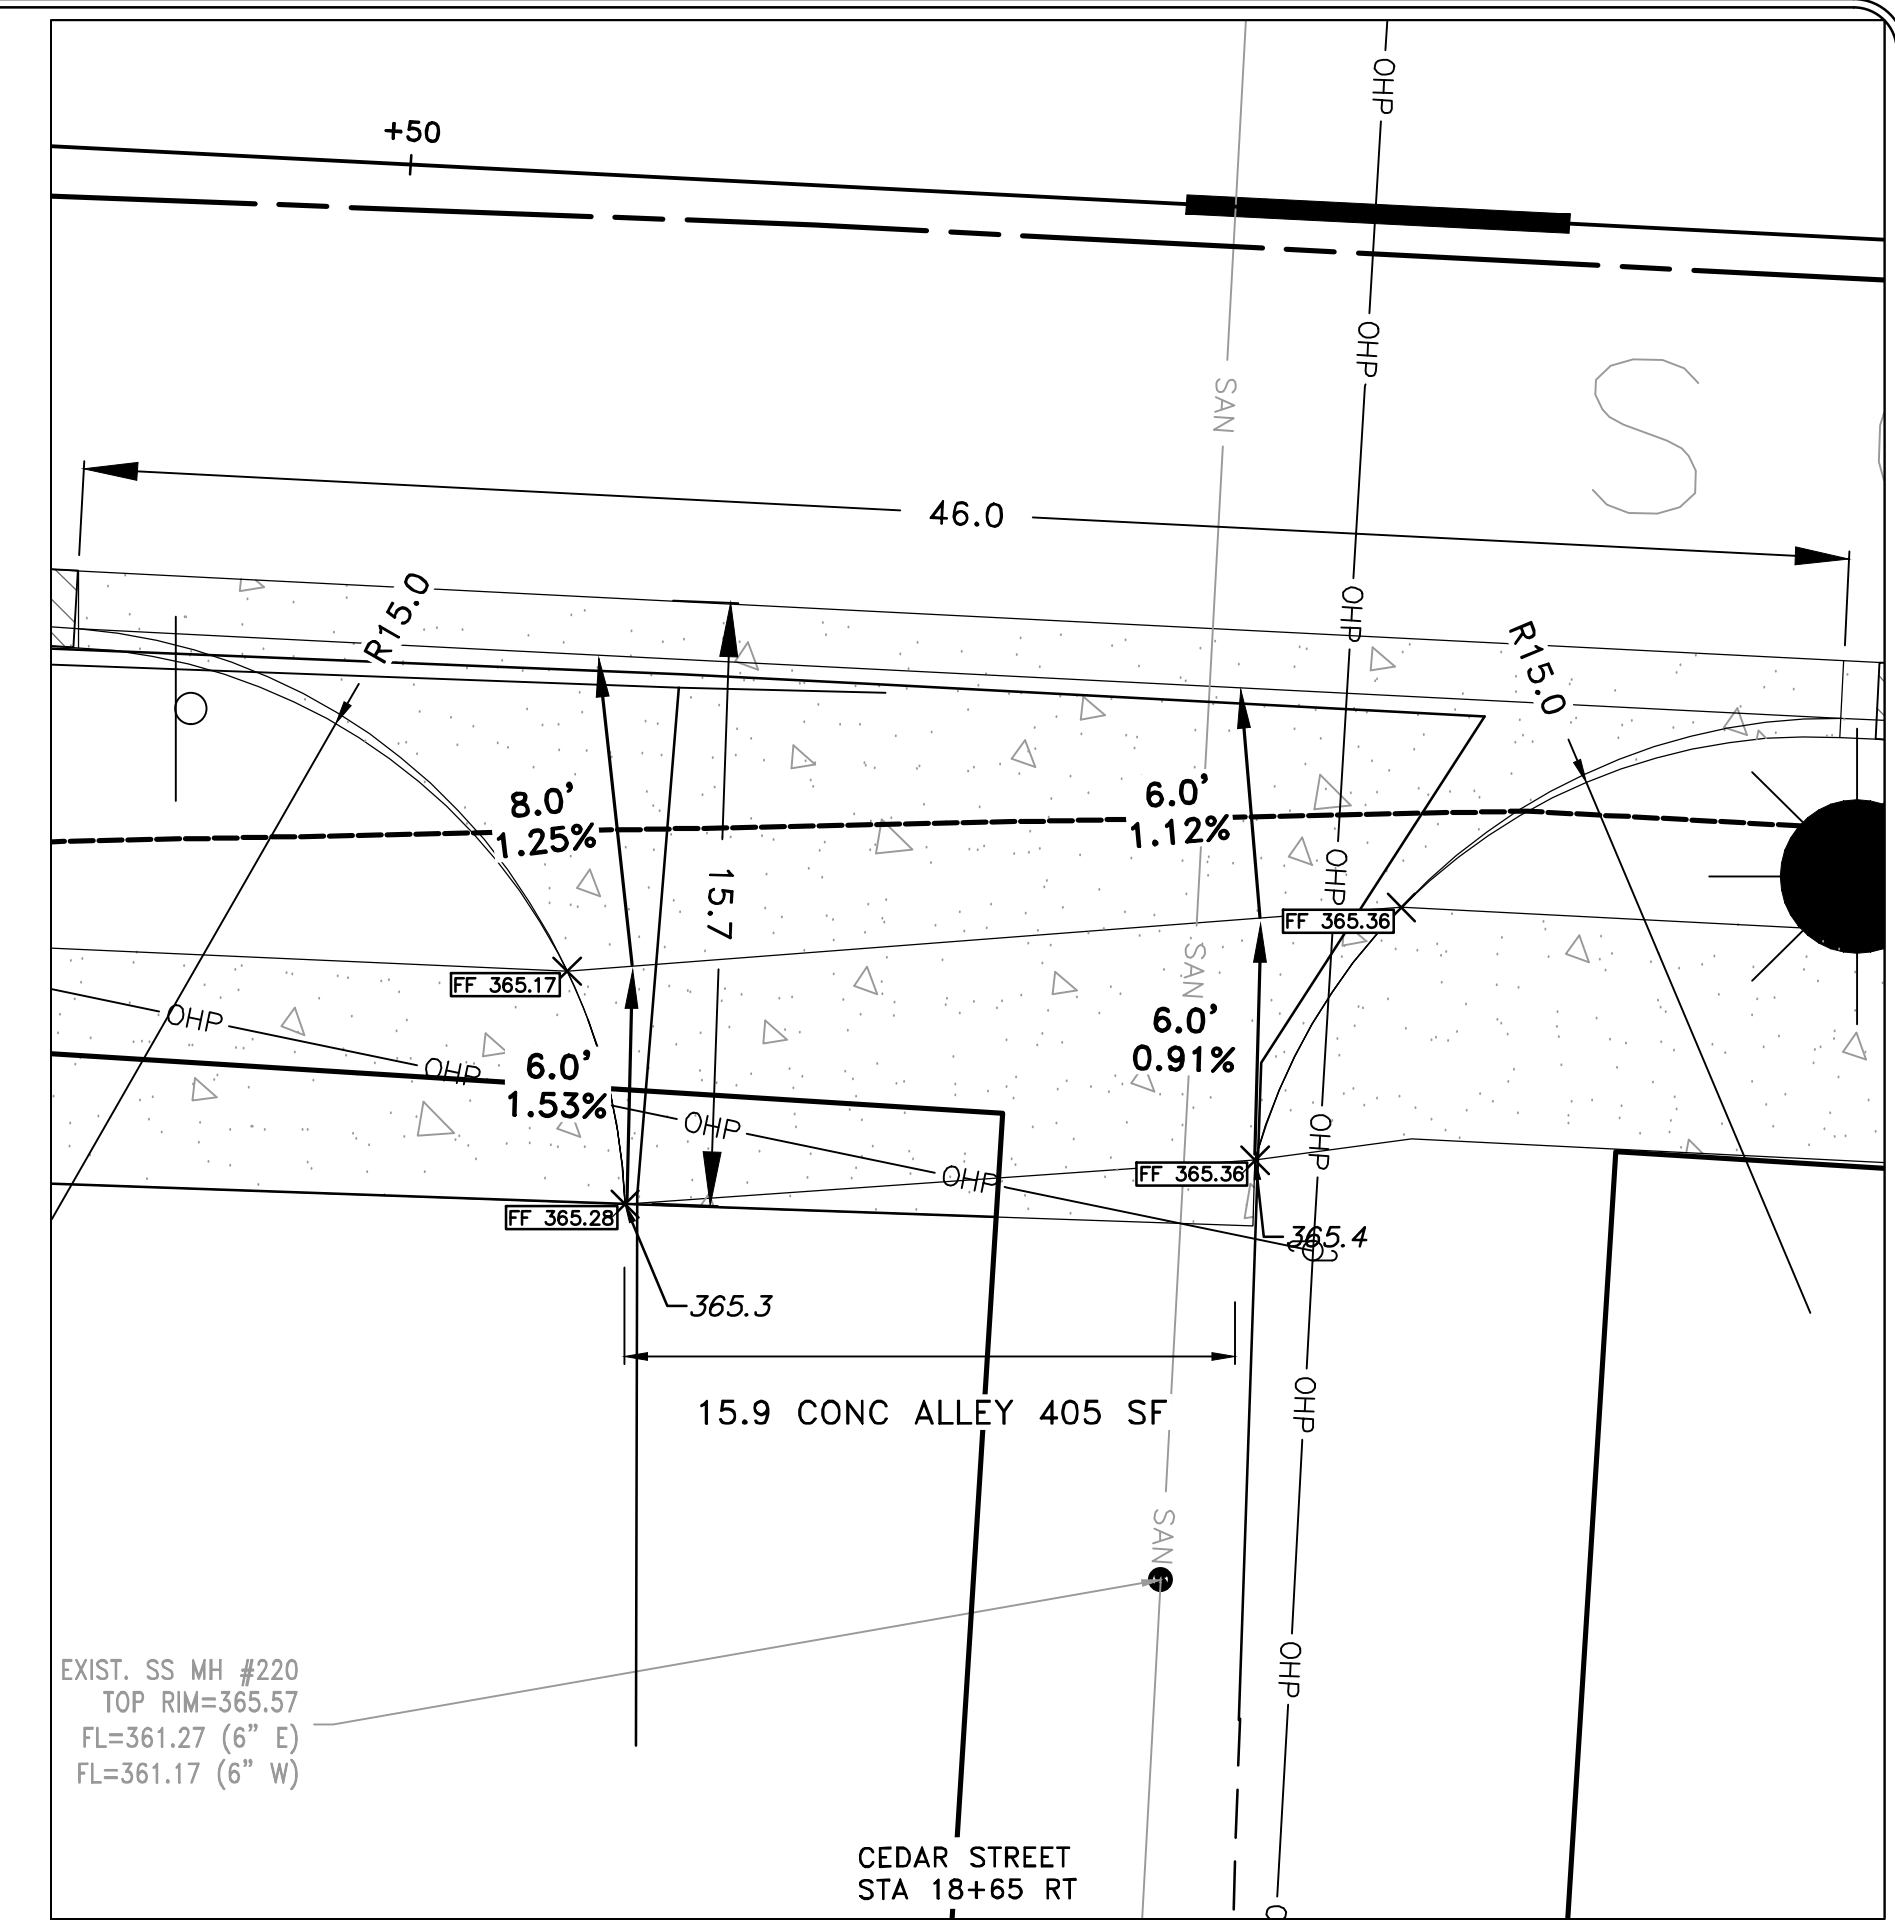 OHP
+50
OHP
SAN
S
46.0
R15.0
OHP
R15.0
8.0'
1.25%
6.0'
1.12%
15.7
OHP
FF 365.36
FF 365.17
SAN
OHP
OHP
6.0'
0.91%
6.0'
1.53%
OHP
OHP
OHP
FF 365.36
FF 365.28
365.4
365.3
15.9 CONC ALLEY 405 SF
OHP
SAN
OHP
EXIST. SS MH #220
TOP RIM=365.57
FL=361.27 (6" E)
FL=361.17 (6" W)
CEDAR STREET
STA 18+65 RT